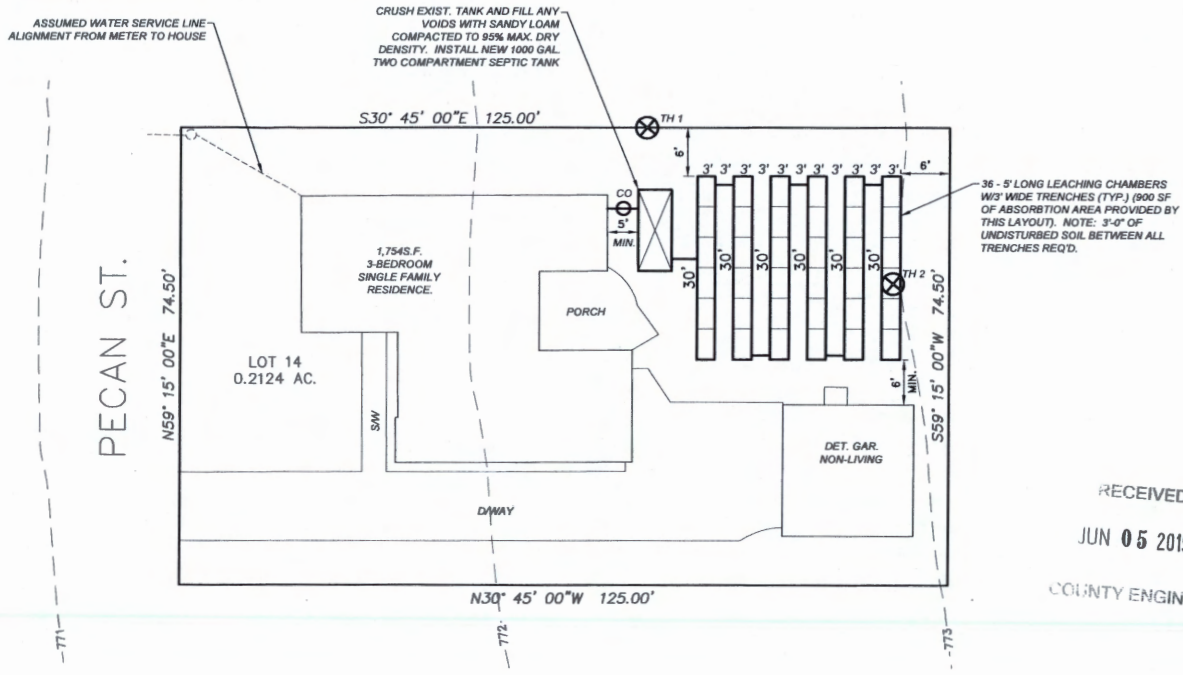 ASSUMED WATER SERVICE LINE
ALIGNMENT FROM METER TO HOUSE
CRUSH EXIST. TANK AND FILL ANY
VOIDS WITH SANDY LOAM
COMPACTED TO 95% MAX. DRY
DENSITY. INSTALL NEW 1000 GAL.
TWO COMPARTMENT SEPTIC TANK
S30° 45' 00"E 125.00'
TH 1
6'
3' 3' 3' 3' 3' 3' 3' 3' 3' 3' 3'
6'
36 - 5' LONG LEACHING CHAMBERS
W/3' WIDE TRENCHES (TYP.) (900 SF
OF ABSORBTION AREA PROVIDED BY
THIS LAYOUT). NOTE: 3'-0" OF
UNDISTURBED SOIL BETWEEN ALL
TRENCHES REQ'D.
CO
5'
MIN.
1,754S.F.
3-BEDROOM
SINGLE FAMILY
RESIDENCE.
30'
30'
30'
30'
30'
30'
TH 2
PORCH
PECAN ST.
N59° 15' 00"E 74.50'
LOT 14
0.2124 AC.
S/W
6'
MIN.
S59° 15' 00"W 74.50'
DET. GAR.
NON-LIVING
D/WAY
RECEIVED
JUN 05 201
COUNTY ENGIN
N30° 45' 00"W 125.00'
771
772
773